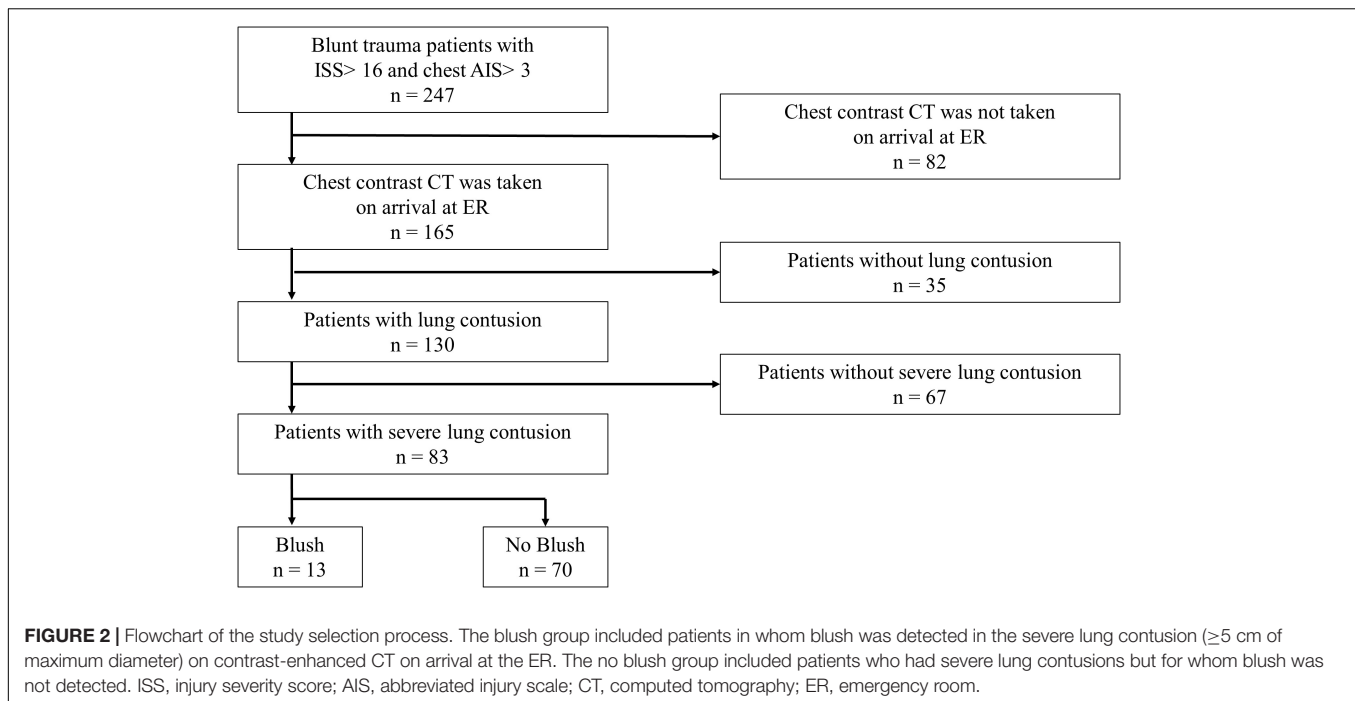 Blunt trauma patients with
ISS> 16 and chest AIS> 3
n = 247
Chest contrast CT was not taken
on arrival at ER
n = 82
Chest contrast CT was taken
on arrival at ER
n = 165
Patients without lung contusion
n = 35
Patients with lung contusion
n = 130
Patients without severe lung contusion
n = 67
Patients with severe lung contusion
n = 83
Blush
n = 13
No Blush
n = 70
FIGURE 2 | Flowchart of the study selection process. The blush group included patients in whom blush was detected in the severe lung contusion (≥5 cm of
maximum diameter) on contrast-enhanced CT on arrival at the ER. The no blush group included patients who had severe lung contusions but for whom blush was
not detected. ISS, injury severity score; AIS, abbreviated injury scale; CT, computed tomography; ER, emergency room.